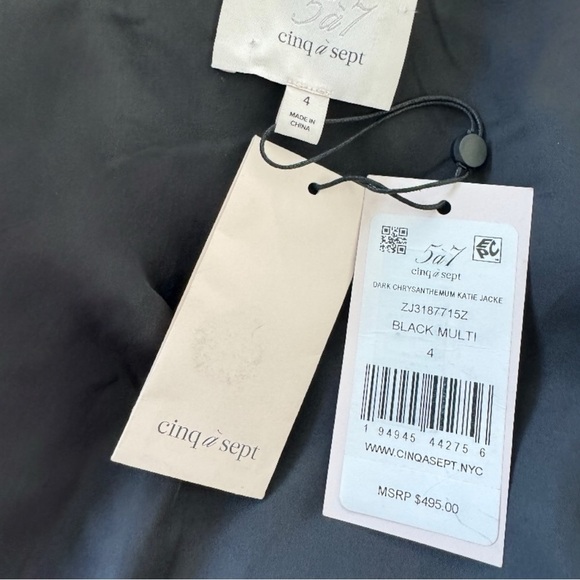 5à7
cinq à sept
4
MADE IN
CHINA
cinq à sept
EPC
5à7
cinq à sept
DARK CHRYSANTHEMUM KATIE JACKE
ZJ3187715Z
BLACK MULTI
4
1 94945 44275 6
WWW.CINQASEPT.NYC
MSRP $495.00